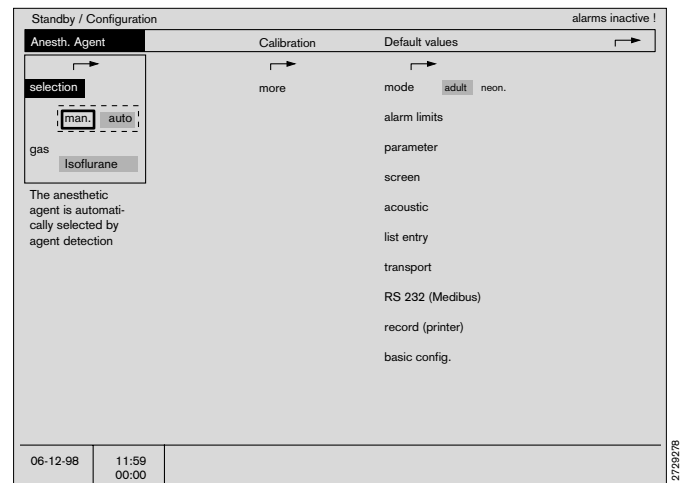 Standby / Configuration alarms inactive !
Anesth. Agent Calibration Default values
selection more mode adult neon.
man. auto alarm limits
gas parameter
Isoflurane
screen
The anesthetic
agent is automati-
cally selected by
agent detection
acoustic
list entry
transport
RS 232 (Medibus)
record (printer)
basic config.
06-12-98 11:59
00:00
2729278